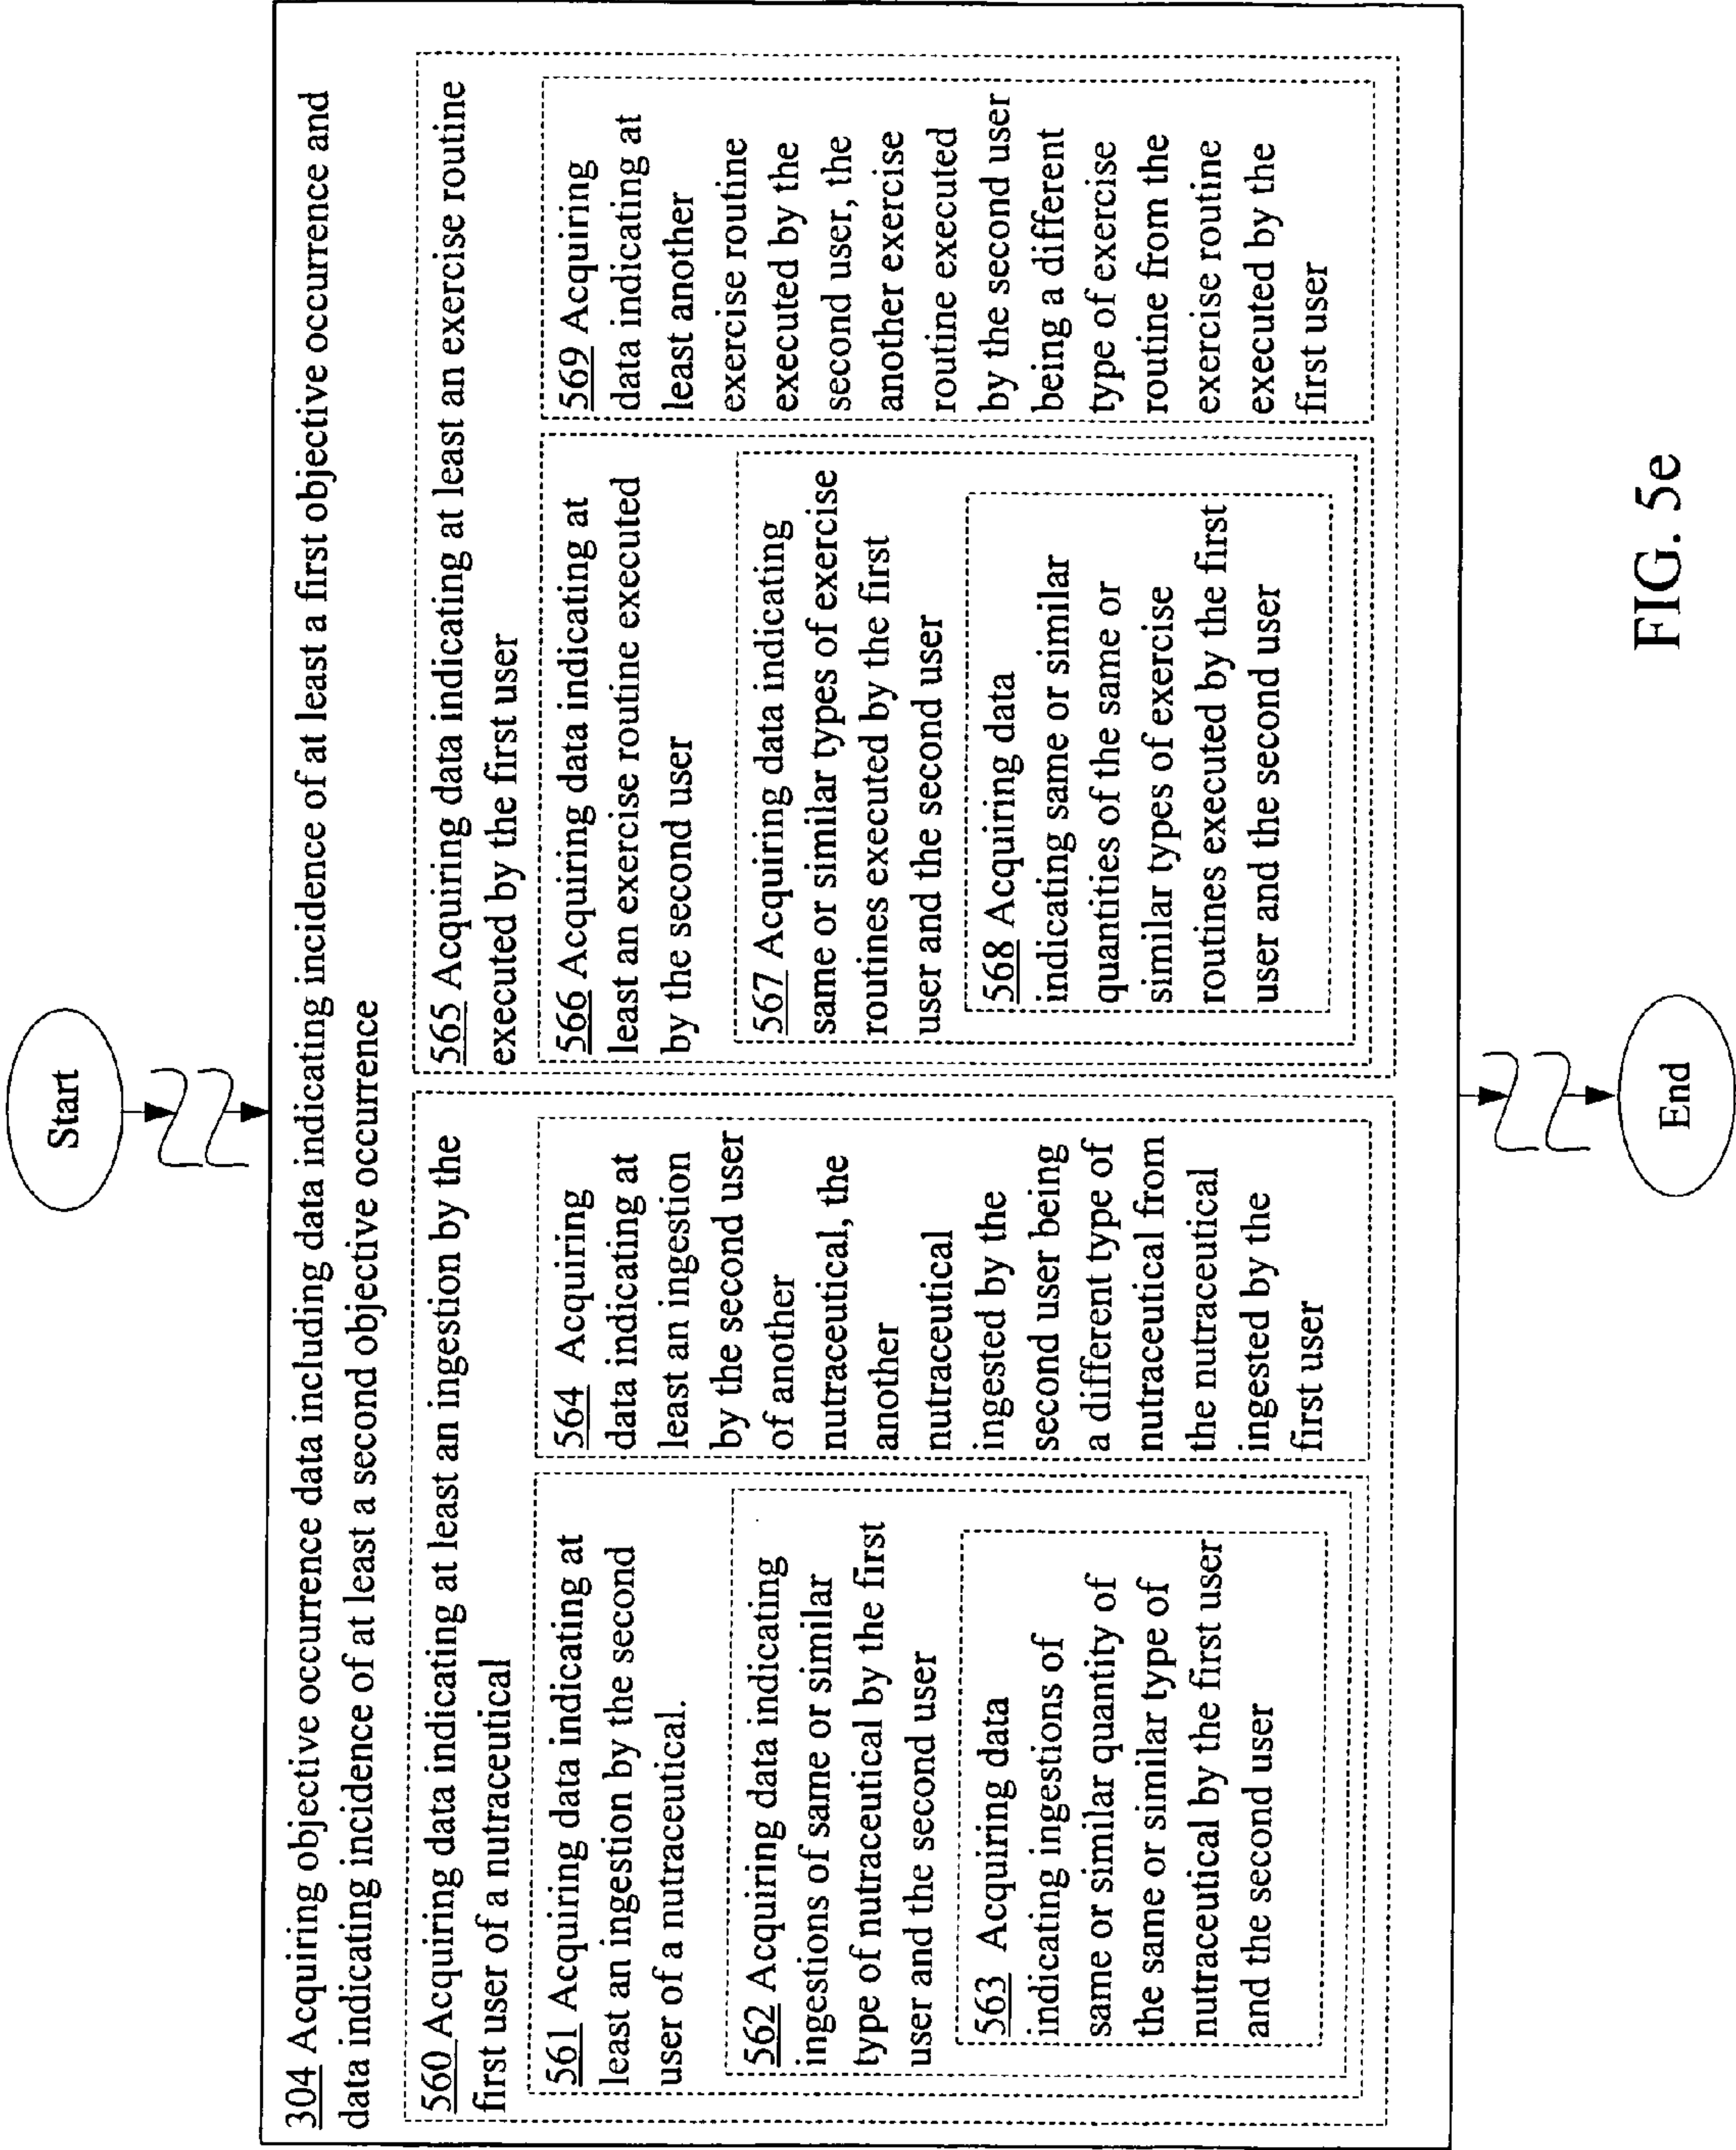 Start
304 Acquiring objective occurrence data including data indicating incidence of at least a first objective occurrence and
data indicating incidence of at least a second objective occurrence
560 Acquiring data indicating at least an ingestion by the
first user of a nutraceutical
561 Acquiring data indicating at
least an ingestion by the second
user of a nutraceutical.
562 Acquiring data indicating
ingestions of same or similar
type of nutraceutical by the first
user and the second user
563 Acquiring data
indicating ingestions of
same or similar quantity of
the same or similar type of
nutraceutical by the first user
and the second user
564 Acquiring
data indicating at
least an ingestion
by the second user
of another
nutraceutical, the
another
nutraceutical
ingested by the
second user being
a different type of
nutraceutical from
the nutraceutical
ingested by the
first user
565 Acquiring data indicating at least an exercise routine
executed by the first user
566 Acquiring data indicating at
least an exercise routine executed
by the second user
567 Acquiring data indicating
same or similar types of exercise
routines executed by the first
user and the second user
568 Acquiring data
indicating same or similar
quantities of the same or
similar types of exercise
routines executed by the first
user and the second user
569 Acquiring
data indicating at
least another
exercise routine
executed by the
second user, the
another exercise
routine executed
by the second user
being a different
type of exercise
routine from the
exercise routine
executed by the
first user
End
FIG. 5e